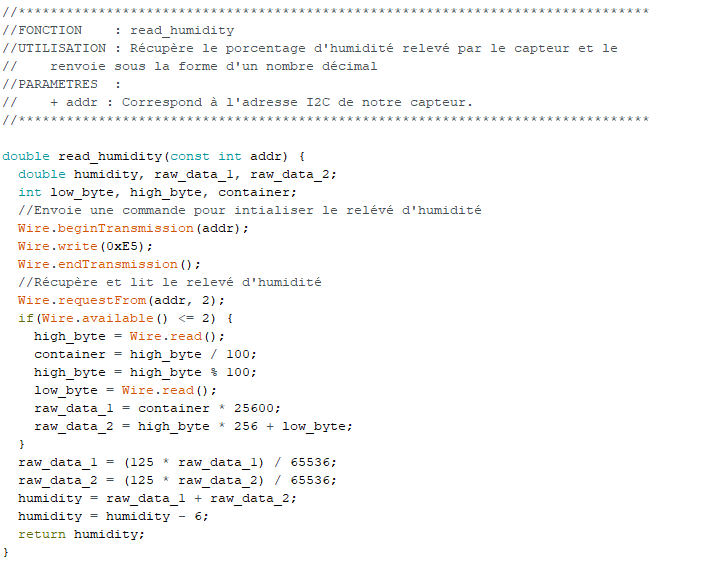 //*******************************************************************************
//FONCTION    : read_humidity
//UTILISATION : Récupère le porcentage d'humidité relevé par le capteur et le
//    renvoie sous la forme d'un nombre décimal
//PARAMETRES  :
//    + addr : Correspond à l'adresse I2C de notre capteur.
//*******************************************************************************
double read_humidity(const int addr) {
  double humidity, raw_data_1, raw_data_2;
  int low_byte, high_byte, container;
  //Envoie une commande pour intialiser le relévé d'humidité
  Wire.beginTransmission(addr);
  Wire.write(0xE5);
  Wire.endTransmission();
  //Récupère et lit le relevé d'humidité
  Wire.requestFrom(addr, 2);
  if(Wire.available() <= 2) {
    high_byte = Wire.read();
    container = high_byte / 100;
    high_byte = high_byte % 100;
    low_byte = Wire.read();
    raw_data_1 = container * 25600;
    raw_data_2 = high_byte * 256 + low_byte;
  }
  raw_data_1 = (125 * raw_data_1) / 65536;
  raw_data_2 = (125 * raw_data_2) / 65536;
  humidity = raw_data_1 + raw_data_2;
  humidity = humidity - 6;
  return humidity;
}